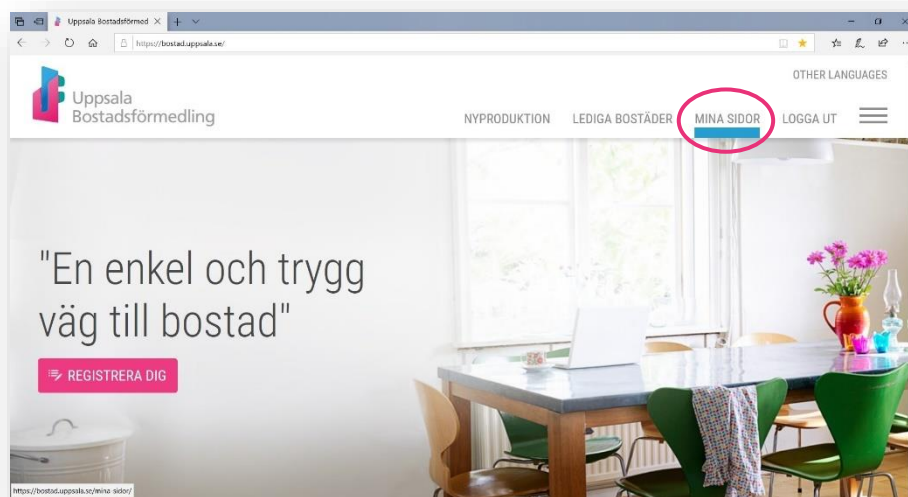 Uppsala Bostadsförmed
https://bostad.uppsala.se/
OTHER LANGUAGES
Uppsala
Bostadsförmedling
NYPRODUKTION LEDIGA BOSTÄDER MINA SIDOR LOGGA UT
"En enkel och trygg
väg till bostad"
REGISTRERA DIG
https://bostad.uppsala.se/mina-sidor/